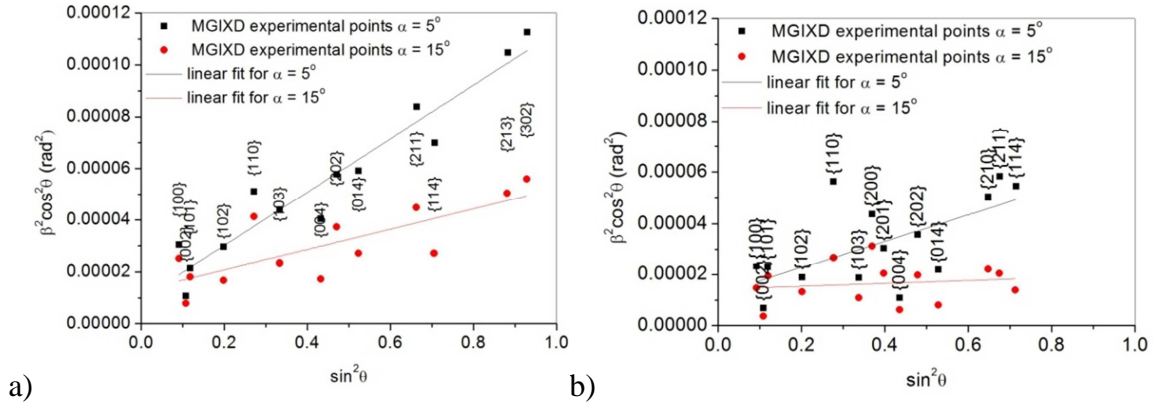 0.00012
0.00010
0.00008
0.00006
0.00004
0.00002
0.00000
β²cos²θ (rad²)
MGIXD experimental points α = 5°
MGIXD experimental points α = 15°
linear fit for α = 5°
linear fit for α = 15°
{100}
{002}
{101}
{102}
{110}
{103}
{004}
{202}
{014}
{211}
{114}
{213}
{302}
0.0 0.2 0.4 0.6 0.8 1.0
sin²θ
a)
0.00012
0.00010
0.00008
0.00006
0.00004
0.00002
0.00000
β²cos²θ (rad²)
MGIXD experimental points α = 5°
MGIXD experimental points α = 15°
linear fit for α = 5°
linear fit for α = 15°
{100}
{002}
{101}
{102}
{110}
{103}
{200}
{201}
{004}
{202}
{014}
{210}
{211}
{114}
0.0 0.2 0.4 0.6 0.8 1.0
sin²θ
b)